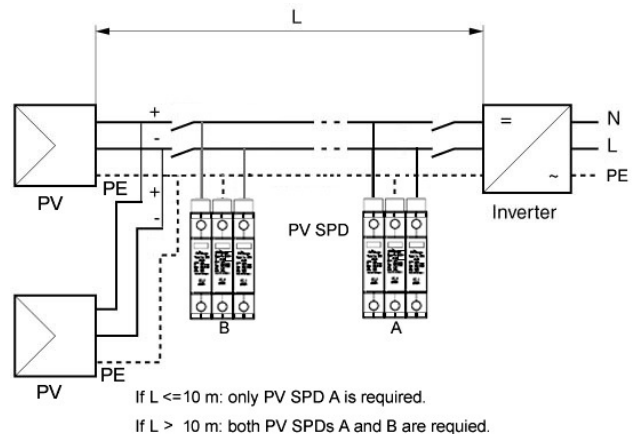 L
+
-
PE
+
-
PV
PE
PV
B
PV SPD
A
=
~
Inverter
N
L
PE
If L <=10 m: only PV SPD A is required.
If L > 10 m: both PV SPDs A and B are requied.